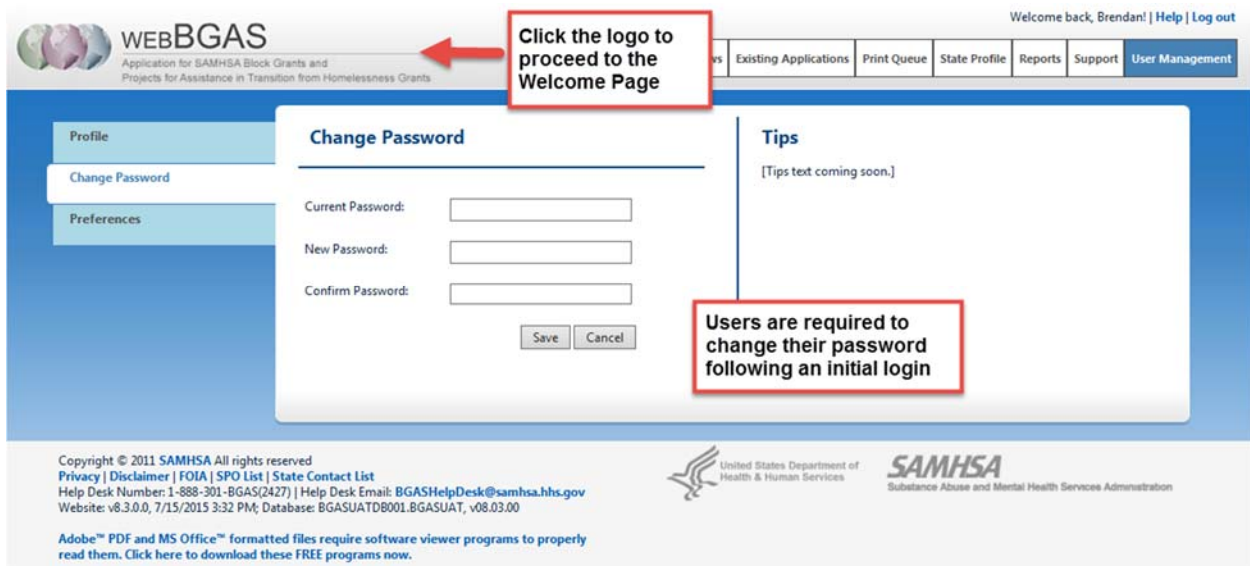 Welcome back, Brendan! | Help | Log out
WEBBGAS
Application for SAMHSA Block Grants and
Projects for Assistance in Transition from Homelessness Grants
Click the logo to
proceed to the
Welcome Page
Existing Applications
Print Queue
State Profile
Reports
Support
User Management
Profile
Change Password
Preferences
Change Password
Current Password:
New Password:
Confirm Password:
Save
Cancel
Tips
[Tips text coming soon.]
Users are required to
change their password
following an initial login
Copyright © 2011 SAMHSA All rights reserved
Privacy | Disclaimer | FOIA | SPO List | State Contact List
Help Desk Number: 1-888-301-BGAS(2427) | Help Desk Email: BGASHelpDesk@samhsa.hhs.gov
Website: v8.3.0.0, 7/15/2015 3:32 PM; Database: BGASUATDB001.BGASUAT, v08.03.00
Adobe™ PDF and MS Office™ formatted files require software viewer programs to properly
read them. Click here to download these FREE programs now.
United States Department of
Health & Human Services
SAMHSA
Substance Abuse and Mental Health Services Administration